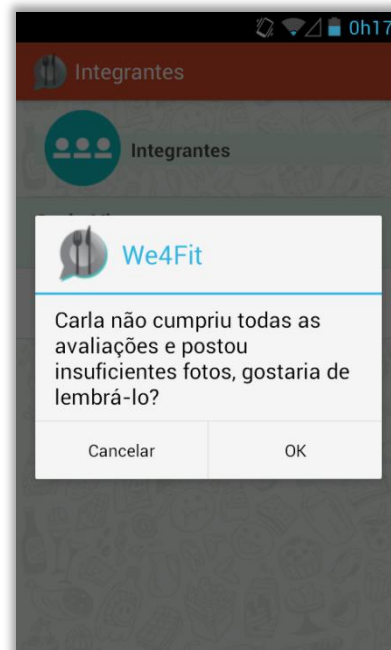 0h17
Integrantes
Integrantes
We4Fit
Carla não cumpriu todas as
avaliações e postou
insuficientes fotos, gostaria de
lembrá-lo?
Cancelar
OK